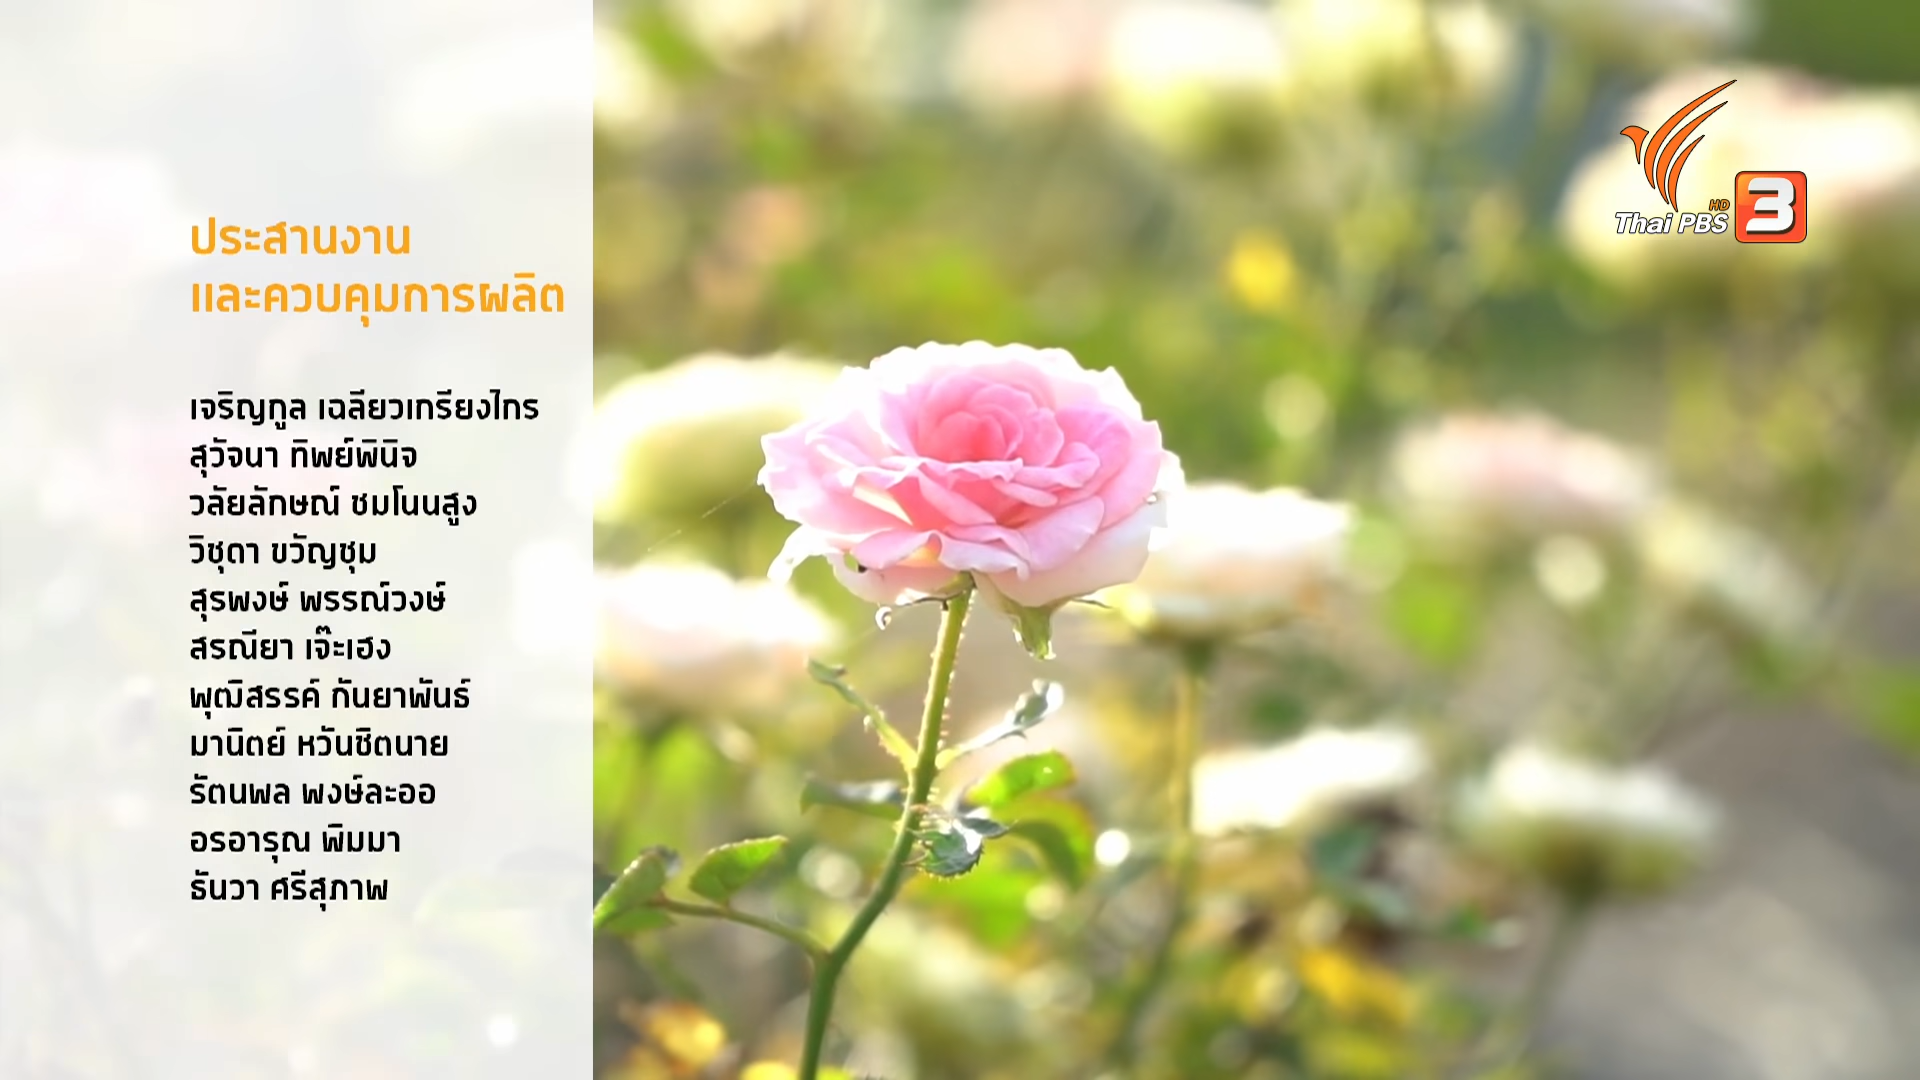 ประสานงาน
และควบคุมการผลิต
เจริญกูล เฉลียวเกรียงไกร
สุวัจนา ทิพย์พินิจ
วลัยลักษณ์ ชมโนนสูง
วิชุดา ขวัญชุม
สุรพงษ์ พรรณ์วงษ์
สรณียา เจ๊ะเฮง
พุฒิสรรค์ กันยาพันธ์
มานิตย์ หวันชิตนาย
รัตนพล พงษ์ละออ
อรอารุณ พิมมา
ธันวา ศรีสุภาพ
HD
Thai PBS 3